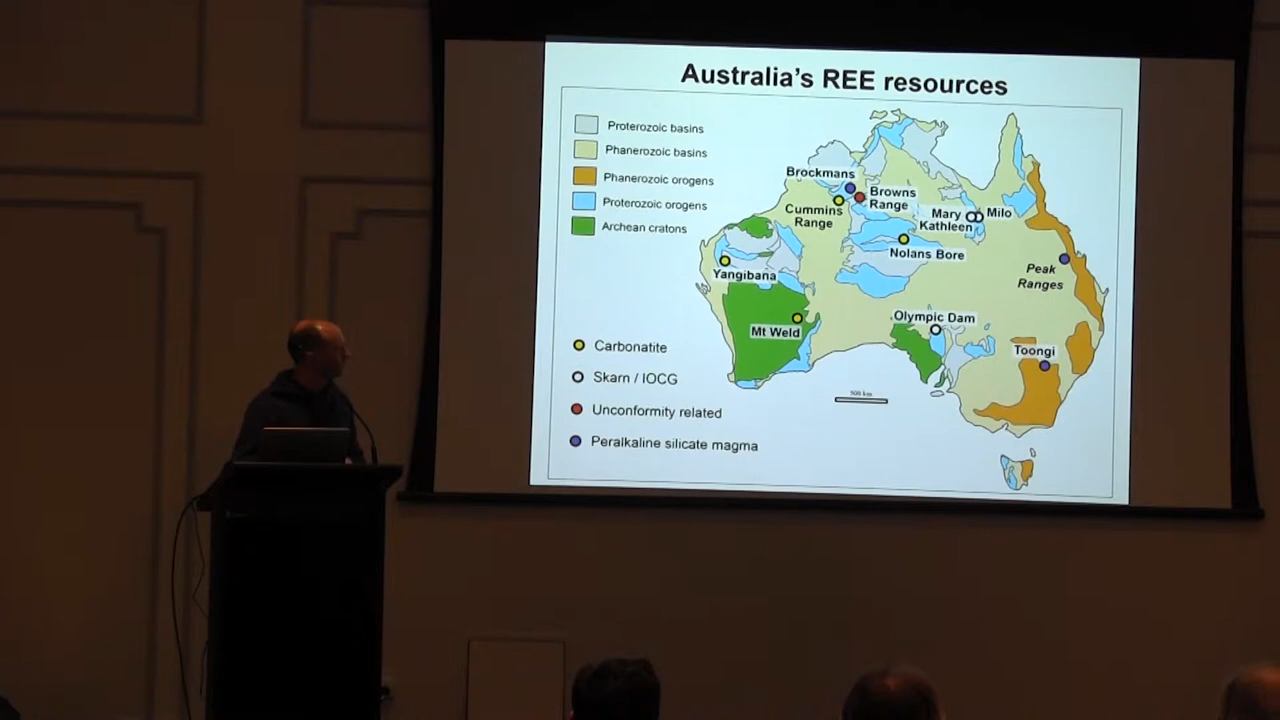 Australia's REE resources
Proterozoic basins
Phanerozoic basins
Phanerozoic orogens
Proterozoic orogens
Archean cratons
Brockmans
Browns
Range
Cummins
Range
Mary
Kathleen
Milo
Nolans Bore
Yangibana
Peak
Ranges
Mt Weld
Olympic Dam
Toongi
500 km
Carbonatite
Skarn / IOCG
Unconformity related
Peralkaline silicate magma